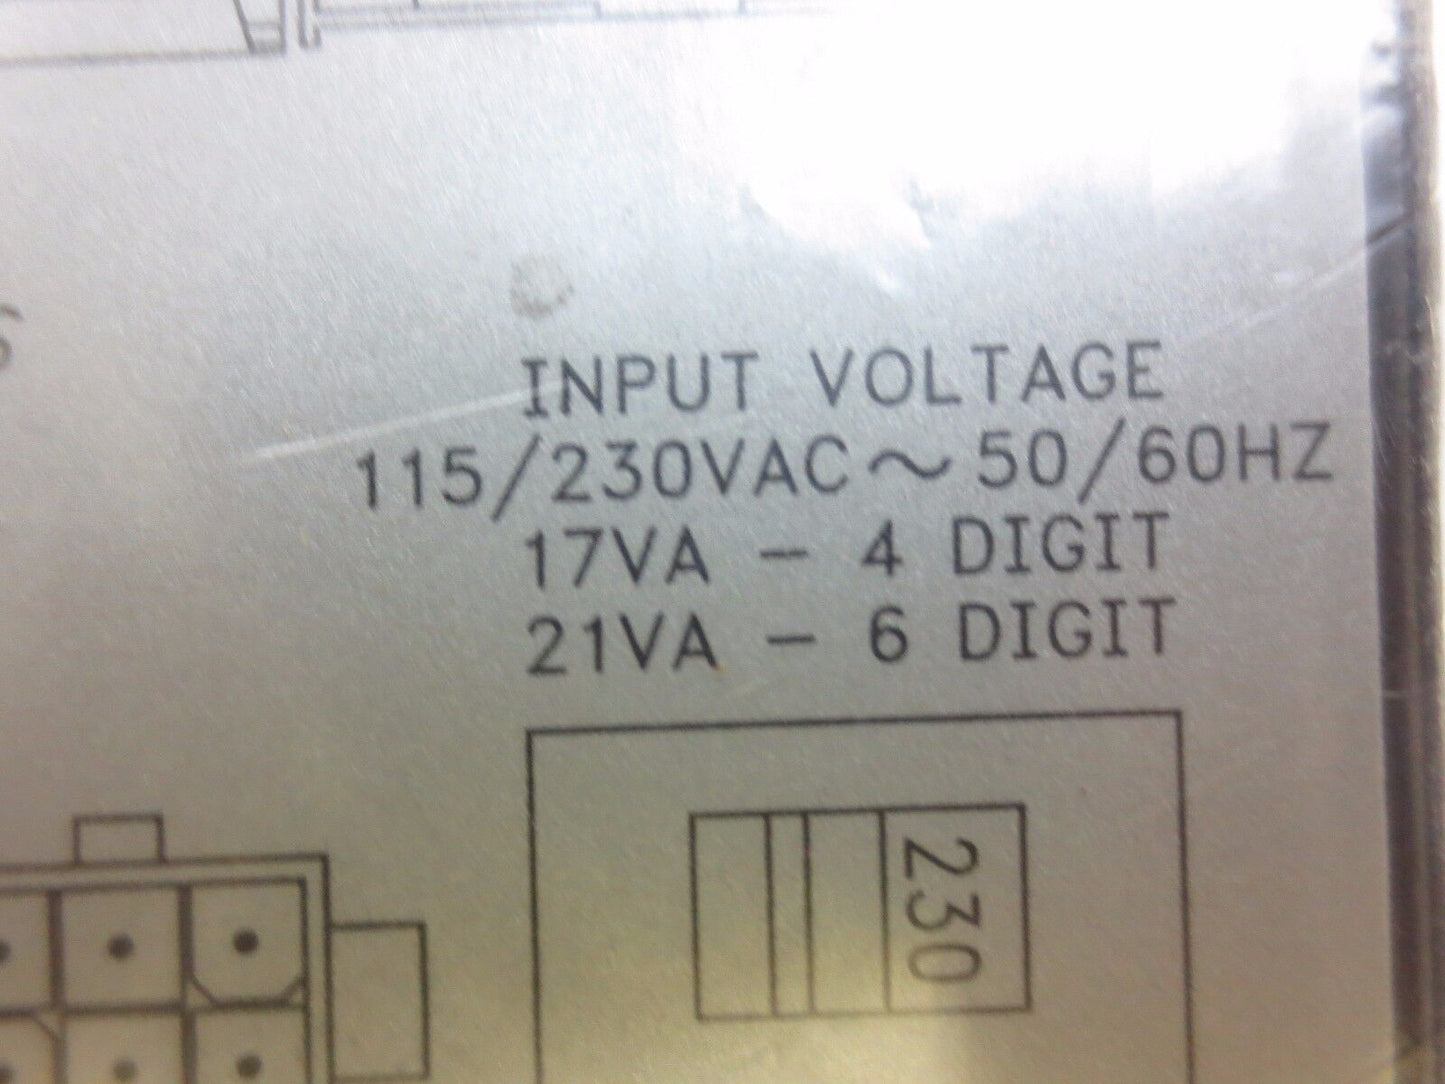 INPUT VOLTAGE
115/230VAC～50/60HZ
17VA - 4 DIGIT
21VA - 6 DIGIT
230